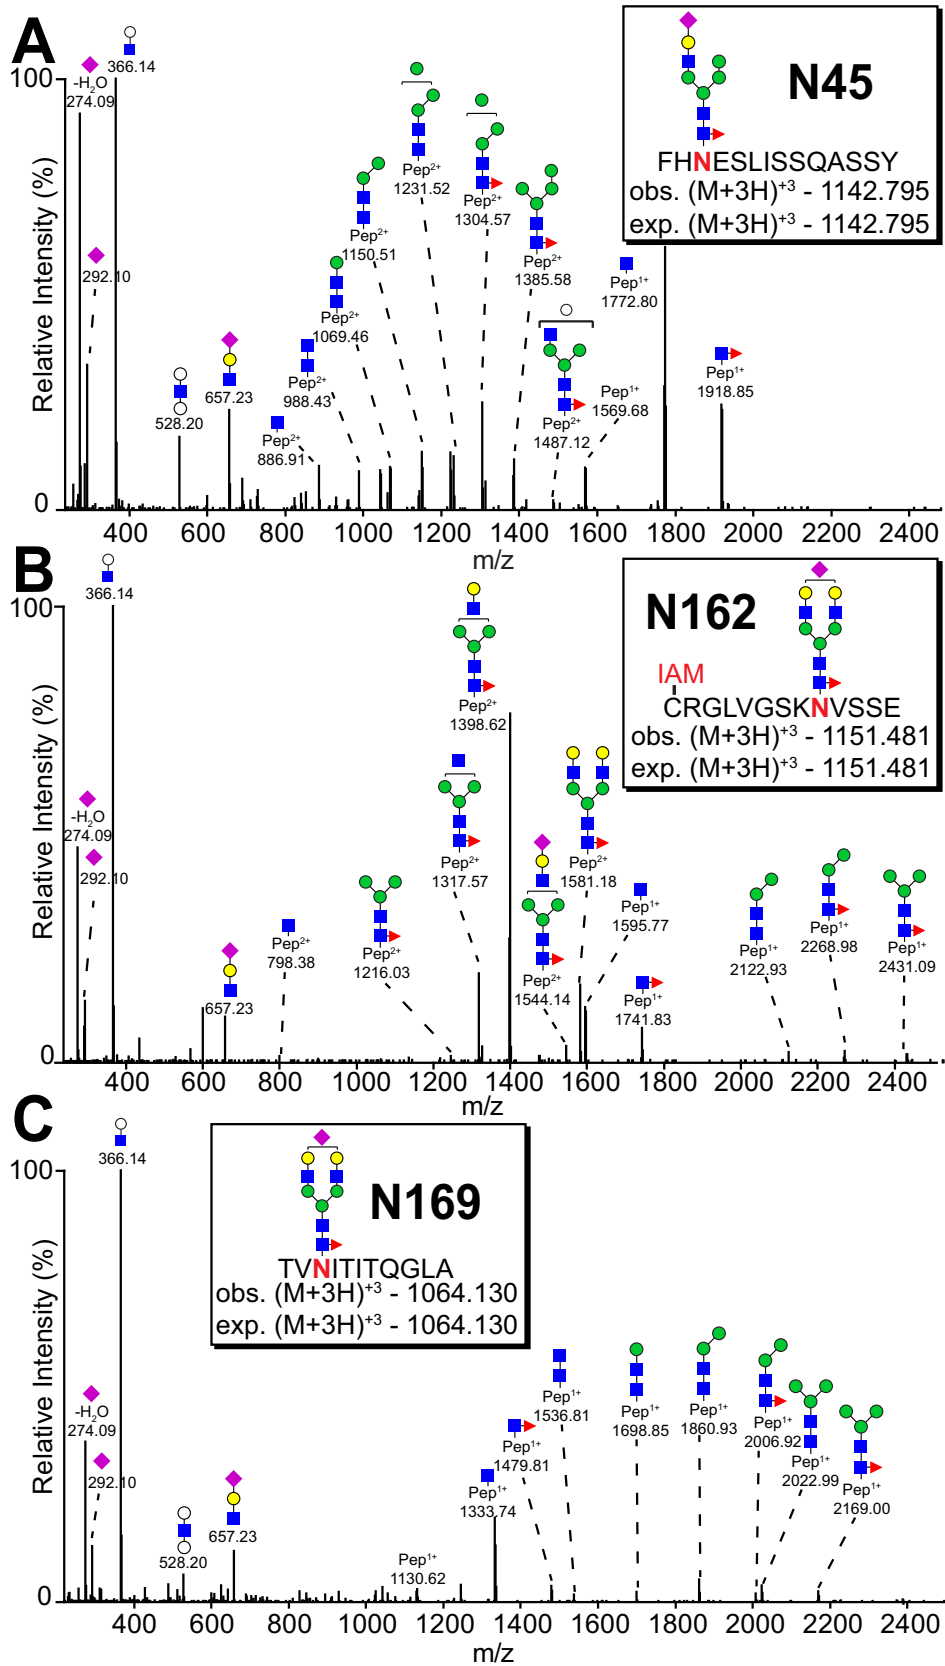 A
100
Relative Intensity (%)
0
-H2O
274.09
366.14
292.10
528.20
657.23
Pep2+
886.91
Pep2+
988.43
Pep2+
1069.46
Pep2+
1150.51
Pep2+
1231.52
Pep2+
1304.57
Pep2+
1385.58
Pep2+
1487.12
Pep1+
1569.68
Pep1+
1772.80
Pep1+
1918.85
N45
FHNESLISSQASSY
obs. (M+3H)+3 - 1142.795
exp. (M+3H)+3 - 1142.795
400 600 800 1000 1200 1400 1600 1800 2000 2200 2400
m/z
B
100
Relative Intensity (%)
0
366.14
-H2O
274.09
292.10
657.23
Pep2+
798.38
Pep2+
1216.03
Pep2+
1317.57
Pep2+
1398.62
Pep2+
1544.14
Pep2+
1581.18
Pep1+
1595.77
Pep1+
1741.83
Pep1+
2122.93
Pep1+
2268.98
Pep1+
2431.09
N162
IAM
CRGLVGSKNVSSE
obs. (M+3H)+3 - 1151.481
exp. (M+3H)+3 - 1151.481
400 600 800 1000 1200 1400 1600 1800 2000 2200 2400
m/z
C
100
Relative Intensity (%)
0
366.14
-H2O
274.09
292.10
528.20
657.23
Pep1+
1130.62
Pep1+
1333.74
Pep1+
1479.81
Pep1+
1536.81
Pep1+
1698.85
Pep1+
1860.93
Pep1+
2006.92
Pep1+
2022.99
Pep1+
2169.00
N169
TVNITITQGLA
obs. (M+3H)+3 - 1064.130
exp. (M+3H)+3 - 1064.130
400 600 800 1000 1200 1400 1600 1800 2000 2200 2400
m/z